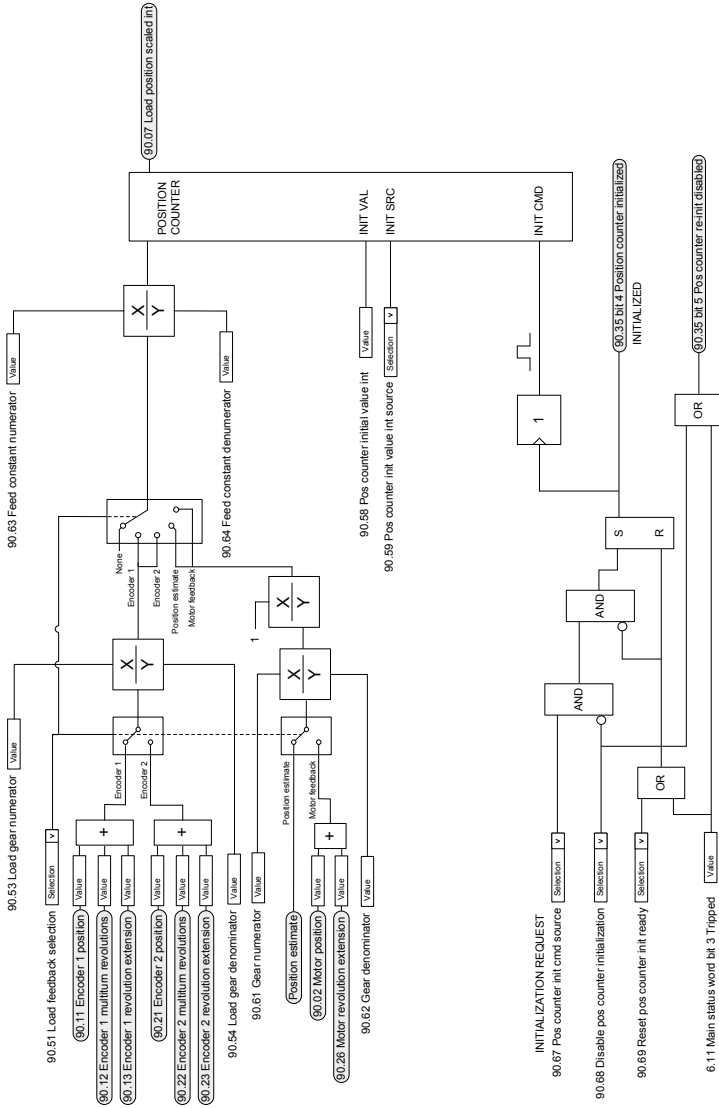 90.63 Feed constant numerator
Value
90.07 Load position scaled int
POSITION
COUNTER
X
Y
90.64 Feed constant denumerator
Value
90.53 Load gear numerator
Value
None
Encoder 1
Encoder 2
Position estimate
Motor feedback
90.51 Load feedback selection
Selection
v
X
Y
Encoder 1
Encoder 2
90.11 Encoder 1 position
Value
90.12 Encoder 1 multiturn revolutions
Value
90.13 Encoder 1 revolution extension
Value
+
90.21 Encoder 2 position
Value
90.22 Encoder 2 multiturn revolutions
Value
90.23 Encoder 2 revolution extension
Value
+
90.54 Load gear denominator
Value
90.61 Gear numerator
Value
1
X
Y
X
Y
Position estimate
Motor feedback
Position estimate
90.02 Motor position
Value
90.26 Motor revolution extension
Value
+
90.62 Gear denominator
Value
90.58 Pos counter initial value int
Value
INIT VAL
90.59 Pos counter init value int source
Selection
v
INIT SRC
INIT CMD
1
INITIALIZATION REQUEST
90.67 Pos counter init cmd source
Selection
v
AND
AND
S
R
90.35 bit 4 Position counter initialized
INITIALIZED
90.68 Disable pos counter initialization
Selection
v
90.69 Reset pos counter init ready
Selection
v
OR
OR
90.35 bit 5 Pos counter re-init disabled
6.11 Main status word bit 3 Tripped
Value